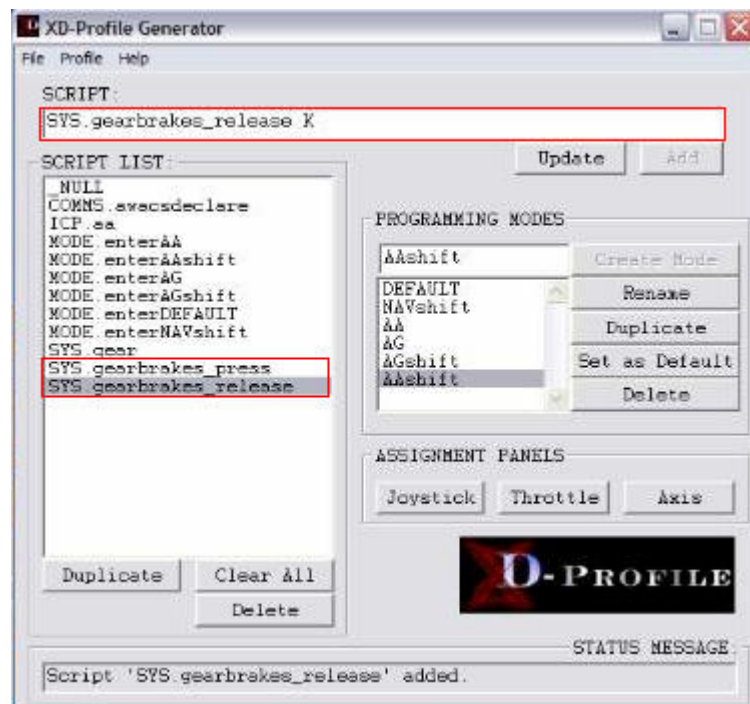 XD-Profile Generator
File Profile Help
SCRIPT:
SYS.gearbrakes_release K
Update Add
SCRIPT LIST:
_NULL
COMMS.awacsdeclare
ICP.aa
MODE.enterAA
MODE.enterAAshift
MODE.enterAG
MODE.enterAGshift
MODE.enterDEFAULT
MODE.enterNAVshift
SYS.gear
SYS.gearbrakes_press
SYS.gearbrakes_release
Duplicate Clear All
Delete
PROGRAMMING MODES
AAshift Create Mode
DEFAULT
NAVshift
AA
AG
AGshift
AAshift
Rename
Duplicate
Set as Default
Delete
ASSIGNMENT PANELS
Joystick Throttle Axis
XD-PROFILE
STATUS MESSAGE
Script 'SYS.gearbrakes_release' added.